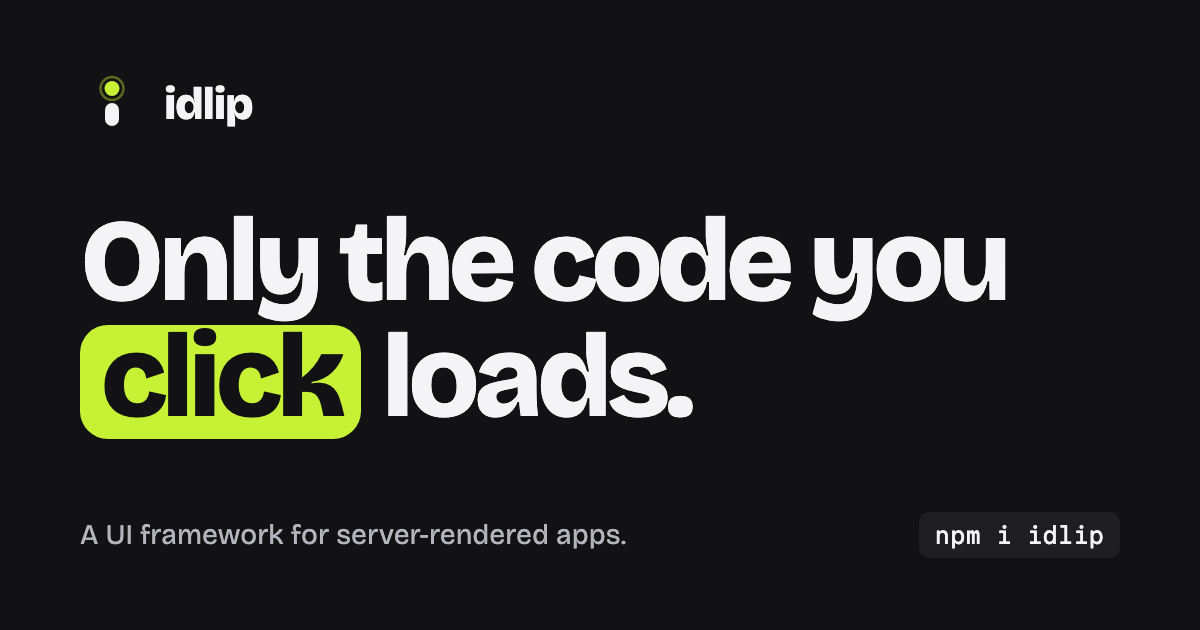 idlip
Only the code you
click loads.
A UI framework for server-rendered apps.
npm i idlip